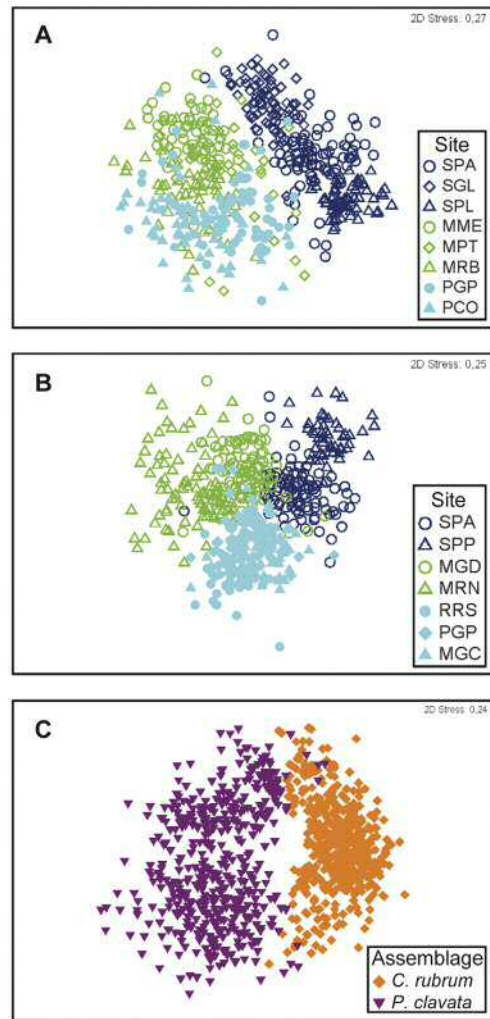 A
2D Stress: 0,27
Site
SPA
SGL
SPL
MME
MPT
MRB
PGP
PCO
B
2D Stress: 0,25
Site
SPA
SPP
MGD
MRN
RRS
PGP
MGC
C
2D Stress: 0,24
Assemblage
C. rubrum
P. clavata